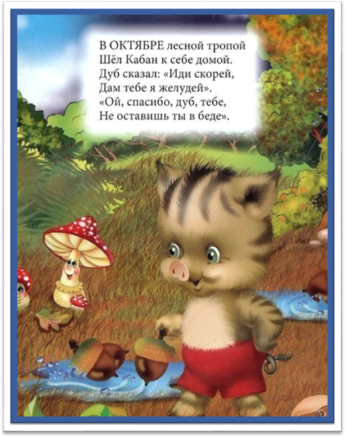 В ОКТЯБРЕ лесной тропой
Шёл Кабан к себе домой.
Дуб сказал: «Иди скорей,
Дам тебе я желудей».
«Ой, спасибо, дуб, тебе,
Не оставишь ты в беде».